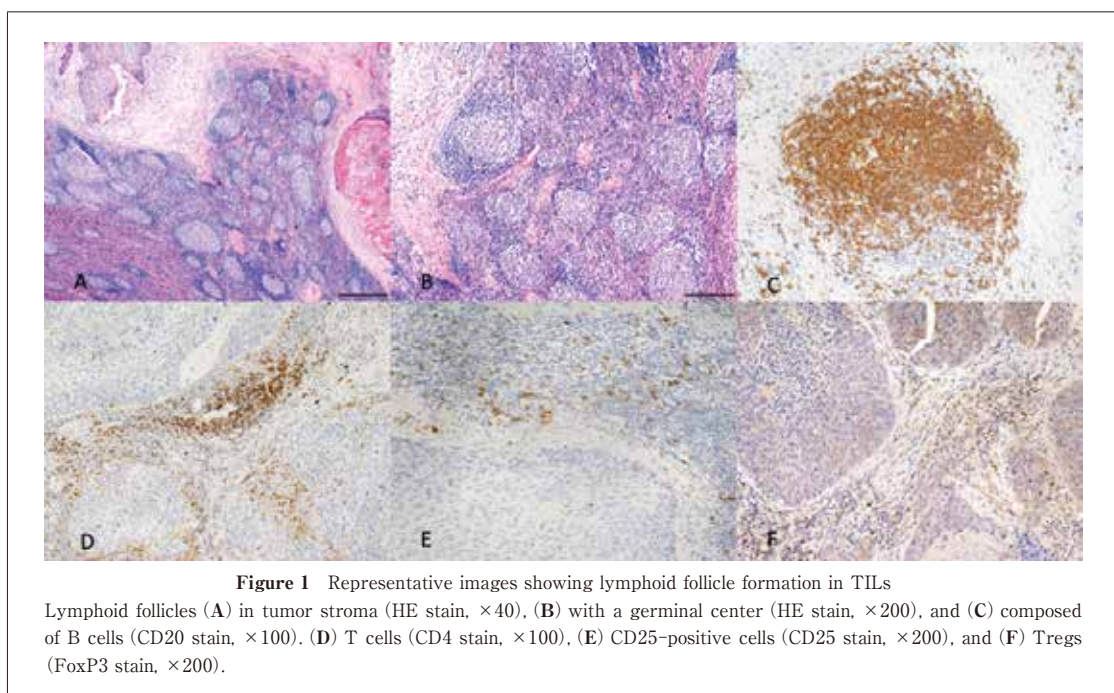 A
B
C
D
E
F
Figure 1 Representative images showing lymphoid follicle formation in TILs
Lymphoid follicles (A) in tumor stroma (HE stain, ×40), (B) with a germinal center (HE stain, ×200), and (C) composed
of B cells (CD20 stain, ×100). (D) T cells (CD4 stain, ×100), (E) CD25-positive cells (CD25 stain, ×200), and (F) Tregs
(FoxP3 stain, ×200).